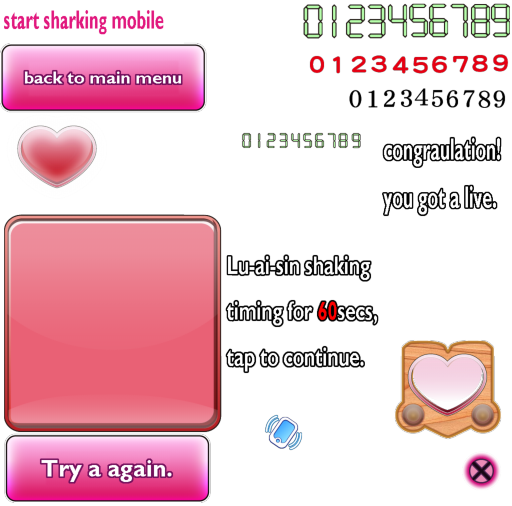 start sharking mobile
0123456789
0123456789
back to main menu
0123456789
0123456789
congraulation!
you got a live.
Lu-ai-sin shaking
timing for 60secs,
tap to continue.
Try a again.